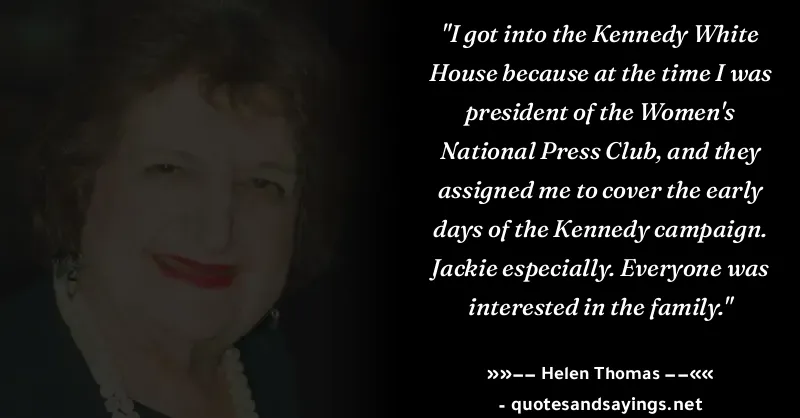 "I got into the Kennedy White
House because at the time I was
president of the Women's
National Press Club, and they
assigned me to cover the early
days of the Kennedy campaign.
Jackie especially. Everyone was
interested in the family."
»»-- Helen Thomas --««
- quotesandsayings.net